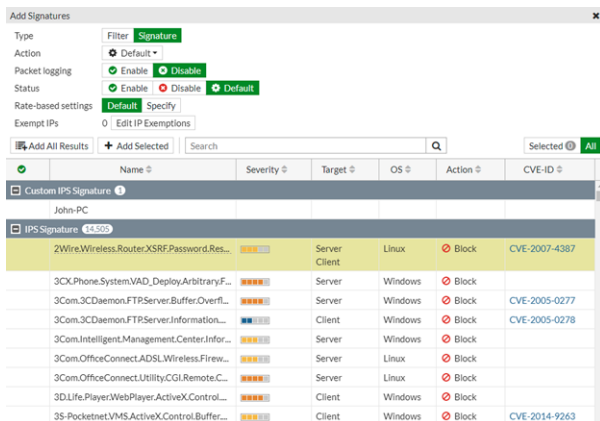 Add Signatures
Type Filter Signature
Action Default
Packet logging Enable Disable
Status Enable Disable Default
Rate-based settings Default Specify
Exempt IPs 0 Edit IP Exemptions
Add All Results Add Selected Search Selected 0 All
Name Severity Target OS Action CVE-ID
Custom IPS Signature 1
John-PC
IPS Signature 14,505
2Wire.Wireless.Router.XSRF.Password.Res... Server Linux Block CVE-2007-4387
Client
3CX.Phone.System.VAD_Deploy.Arbitrary.F... Server Windows Block
3Com.3CDaemon.FTP.Server.Buffer.Overfl... Server Windows Block CVE-2005-0277
3Com.3CDaemon.FTP.Server.Information.... Client Windows Block CVE-2005-0278
3Com.Intelligent.Management.Center.Infor... Server Windows Block
3Com.OfficeConnect.ADSL.Wireless.Firew... Server Linux Block
3Com.OfficeConnect.Utility.CGI.Remote.C... Server Linux Block
3D.Life.Player.WebPlayer.ActiveX.Control.... Client Windows Block
3S-Pocketnet.VMS.ActiveX.Control.Buffer.... Client Windows Block CVE-2014-9263